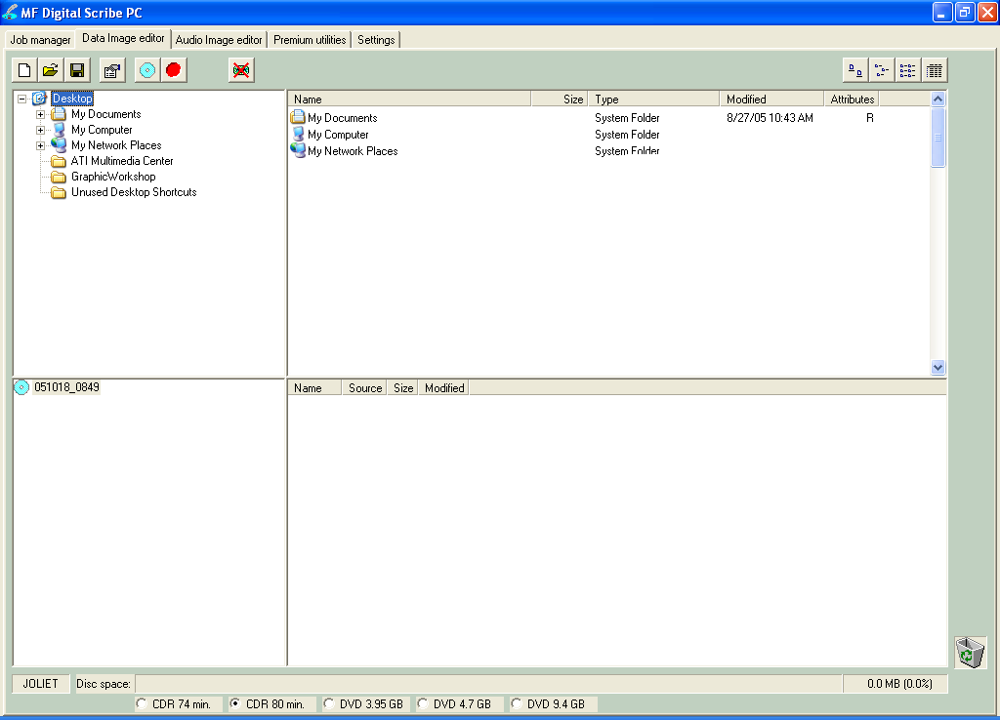 MF Digital Scribe PC
Job manager Data Image editor Audio Image editor Premium utilities Settings
Desktop
My Documents
My Computer
My Network Places
ATI Multimedia Center
GraphicWorkshop
Unused Desktop Shortcuts
Name Size Type Modified Attributes
My Documents System Folder 8/27/05 10:43 AM R
My Computer System Folder
My Network Places System Folder
051018_0849
Name Source Size Modified
JOLIET Disc space: 0.0 MB (0.0%)
CDR 74 min. CDR 80 min. DVD 3.95 GB DVD 4.7 GB DVD 9.4 GB